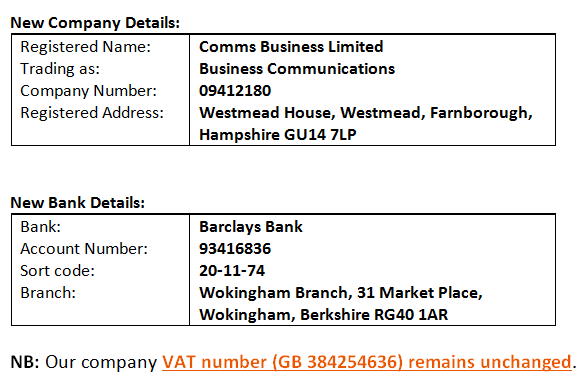 New Company Details:
Registered Name: Comms Business Limited
Trading as: Business Communications
Company Number: 09412180
Registered Address: Westmead House, Westmead, Farnborough,
Hampshire GU14 7LP
New Bank Details:
Bank: Barclays Bank
Account Number: 93416836
Sort code: 20-11-74
Branch: Wokingham Branch, 31 Market Place,
Wokingham, Berkshire RG40 1AR
NB: Our company VAT number (GB 384254636) remains unchanged.